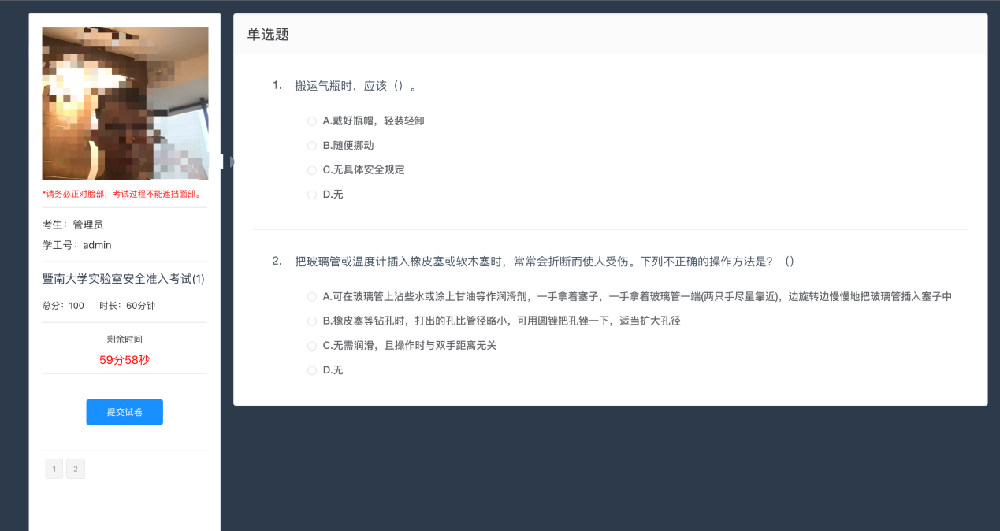 *请务必正对脸部，考试过程不能遮挡面部。
考生：管理员
学工号：admin
暨南大学实验室安全准入考试(1)
总分：100 时长：60分钟
剩余时间
59分58秒
提交试卷
1 2
单选题
1. 搬运气瓶时，应该（）。
A.戴好瓶帽，轻装轻卸
B.随便挪动
C.无具体安全规定
D.无
2. 把玻璃管或温度计插入橡皮塞或软木塞时，常常会折断而使人受伤。下列不正确的操作方法是？（）
A.可在玻璃管上沾些水或涂上甘油等作润滑剂，一手拿着塞子，一手拿着玻璃管一端(两只手尽量靠近)，边旋转边慢慢地把玻璃管插入塞子中
B.橡皮塞等钻孔时，打出的孔比管径略小，可用圆锉把孔锉一下，适当扩大孔径
C.无需润滑，且操作时与双手距离无关
D.无